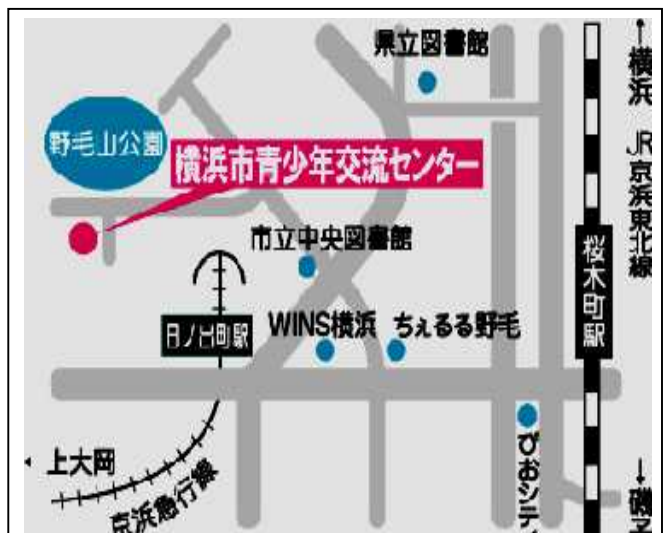 県立図書館
↑横浜
JR京浜東北線
野毛山公園
横浜市青少年交流センター
市立中央図書館
桜木町駅
日ノ出町駅
WINS横浜
ちぇるる野毛
上大岡
京浜急行線
ぴおシティ
↓磯子